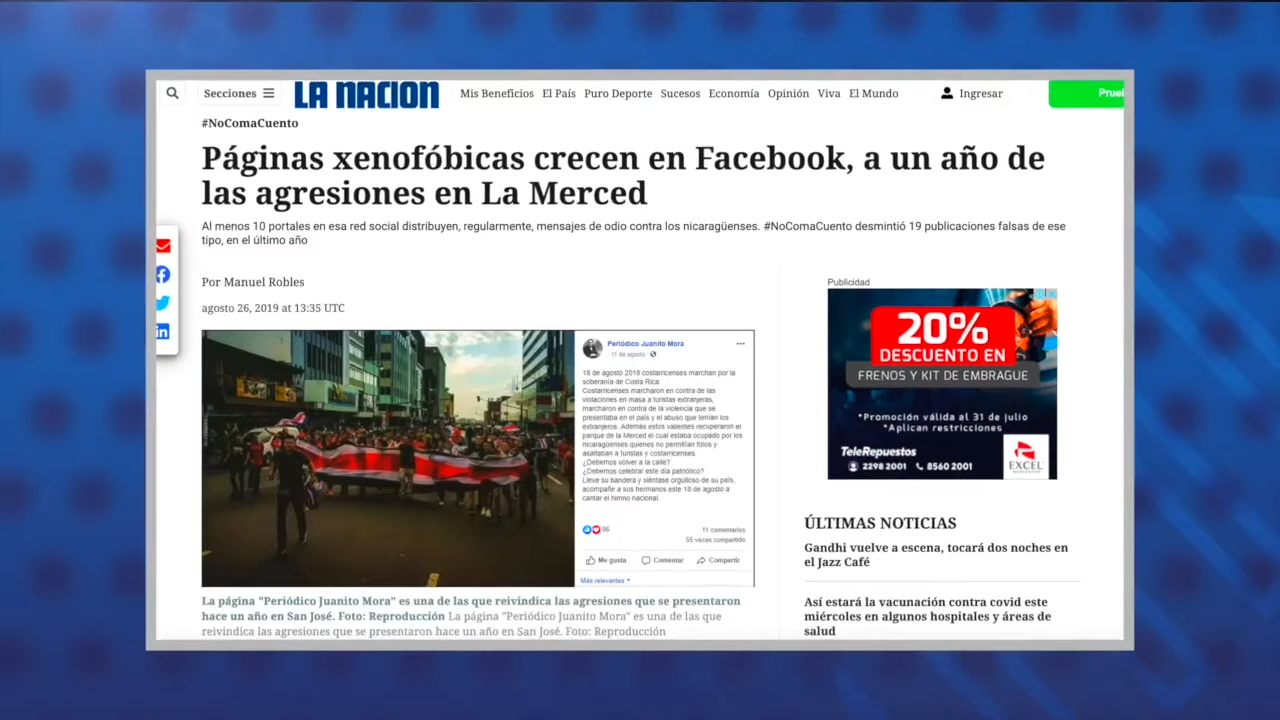 Secciones
LA NACION
Mis Beneficios El País Puro Deporte Sucesos Economía Opinión Viva El Mundo
Ingresar
#NoComaCuento
Páginas xenofóbicas crecen en Facebook, a un año de
las agresiones en La Merced
Al menos 10 portales en esa red social distribuyen, regularmente, mensajes de odio contra los nicaragüenses. #NoComaCuento desmintió 19 publicaciones falsas de ese
tipo, en el último año
Por Manuel Robles
agosto 26, 2019 at 13:35 UTC
Periódico Juanito Mora
11 de agosto
18 de agosto 2018 costarricenses marchan por la
soberanía de Costa Rica.
Costarricenses marcharon en contra de las
violaciones en masa a turistas extranjeras,
marcharon en contra de la violencia que se
presentaba en el país y el abuso que tenían los
extranjeros. Además estos valientes recuperaron el
parque de la Merced el cual estaba ocupado por los
nicaragüenses quienes no permitían fotos y
asaltaban a turistas y costarricenses.
¿Debemos volver a la calle?
¿Debemos celebrar este día patriótico?
Lleve su bandera y siéntase orgulloso de su país,
acompañe a sus hermanos este 18 de agosto a
cantar el himno nacional.
96
11 comentarios
55 veces compartido
Me gusta Comentar Compartir
Más relevantes
La página "Periódico Juanito Mora" es una de las que reivindica las agresiones que se presentaron
hace un año en San José. Foto: Reproducción La página "Periódico Juanito Mora" es una de las que
reivindica las agresiones que se presentaron hace un año en San José. Foto: Reproducción
Publicidad
20%
DESCUENTO EN
FRENOS Y KIT DE EMBRAGUE
*Promoción válida al 31 de julio
*Aplican restricciones
TeleRepuestos
2298 2001 8560 2001
EXCEL
ÚLTIMAS NOTICIAS
Gandhi vuelve a escena, tocará dos noches en
el Jazz Café
Así estará la vacunación contra covid este
miércoles en algunos hospitales y áreas de
salud